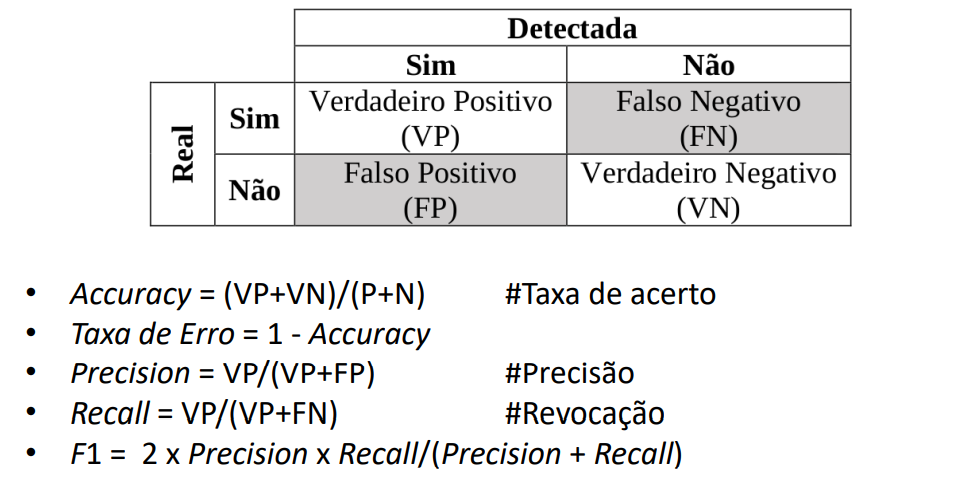 Detectada
Sim Não
Real
Sim
Verdadeiro Positivo
(VP)
Falso Negativo
(FN)
Não
Falso Positivo
(FP)
Verdadeiro Negativo
(VN)
• Accuracy = (VP+VN)/(P+N) #Taxa de acerto
• Taxa de Erro = 1 - Accuracy
• Precision = VP/(VP+FP) #Precisão
• Recall = VP/(VP+FN) #Revocação
• F1 = 2 x Precision x Recall/(Precision + Recall)